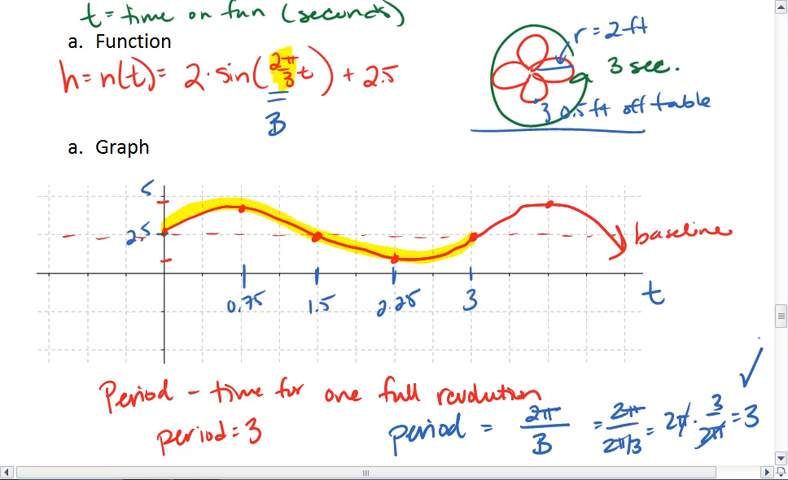 t = time on fan (seconds)
a. Function
h = h(t) = 2 · sin(2π/3 t) + 2.5
B
r = 2 ft
3 sec.
} 0.5 ft off table
a. Graph
5
2.5
baseline
0.75 1.5 2.25 3 t
Period - time for one full revolution
period = 3
period = 2π/B = 2π/(2π/3) = 2π · 3/2π = 3 ✓